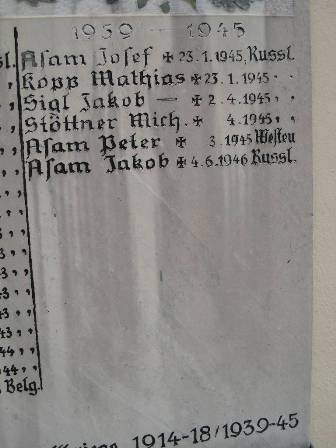 1939 - 1945
Asam Josef ✠ 23.1.1945, Russl.
Kopp Mathias ✠ 23.1.1945 " "
Sigl Jakob — ✠ 2.4.1945, "
Stöttner Mich. ✠ 4.1945, "
Asam Peter ✠ 3.1945 Westen
Asam Jakob ✠ 4.6.1946 Russl.
Belg.
1914-18/1939-45